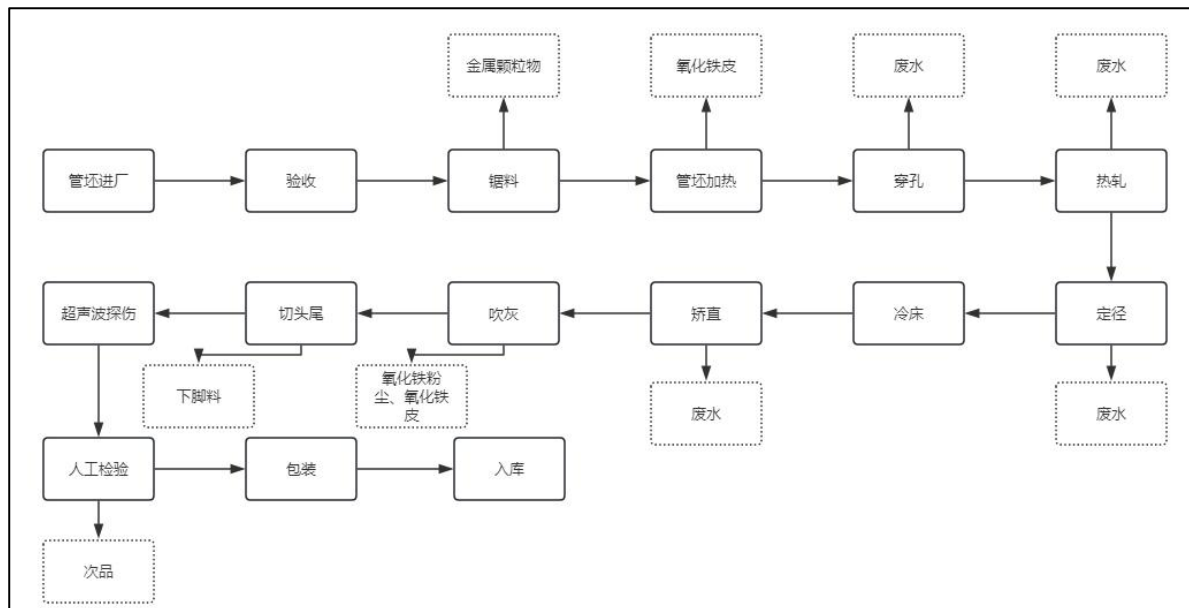 金属颗粒物
氧化铁皮
废水
废水
管坯进厂
验收
锯料
管坯加热
穿孔
热轧
超声波探伤
切头尾
吹灰
矫直
冷床
定径
下脚料
氧化铁粉
尘、氧化铁
皮
废水
废水
人工检验
包装
入库
次品